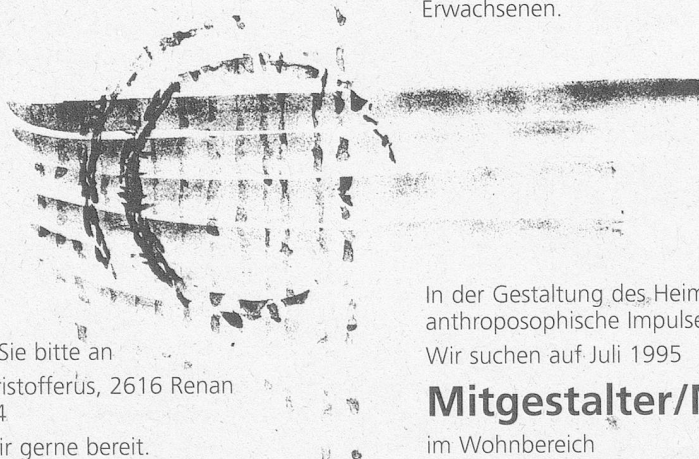 Erwachsenen.
Sie bitte an
ristofferus, 2616 Renan
4
ir gerne bereit.
In der Gestaltung des Heim
anthroposophische Impulse
Wir suchen auf Juli 1995
Mitgestalter/
im Wohnbereich